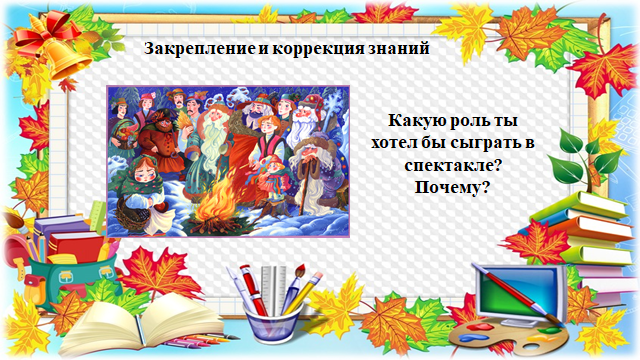 Закрепление и коррекция знаний
Какую роль ты
хотел бы сыграть в
спектакле?
Почему?